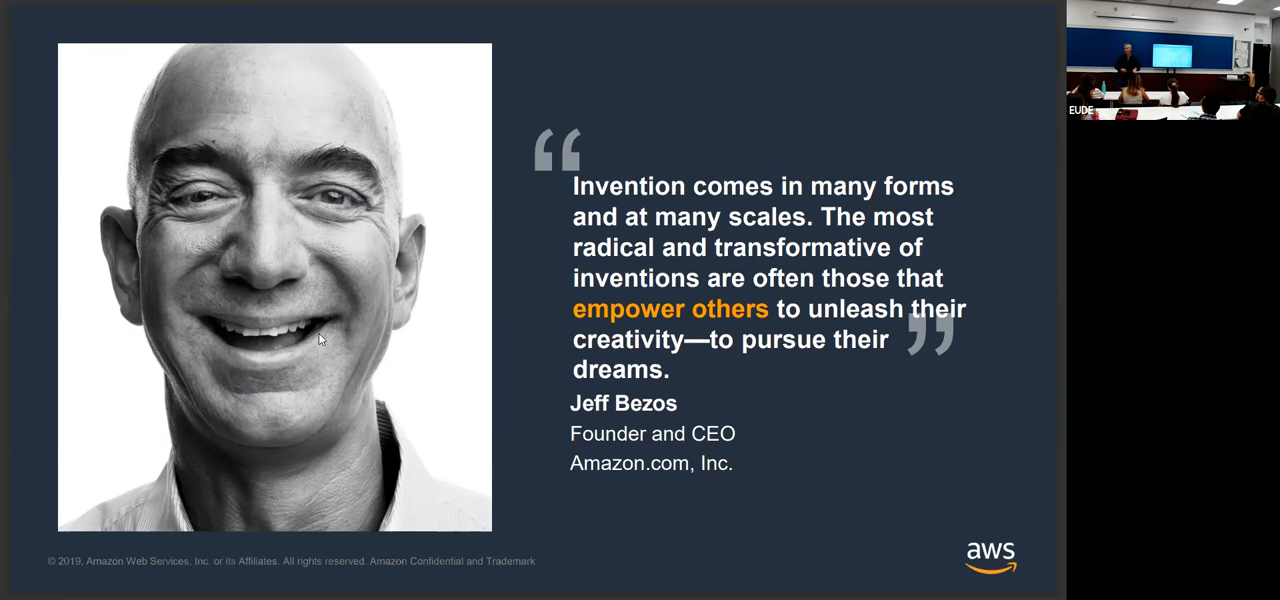 “
Invention comes in many forms
and at many scales. The most
radical and transformative of
inventions are often those that
empower others to unleash their
creativity—to pursue their ”
dreams.
Jeff Bezos
Founder and CEO
Amazon.com, Inc.
© 2019, Amazon Web Services, Inc. or its Affiliates. All rights reserved. Amazon Confidential and Trademark
aws
EUDE